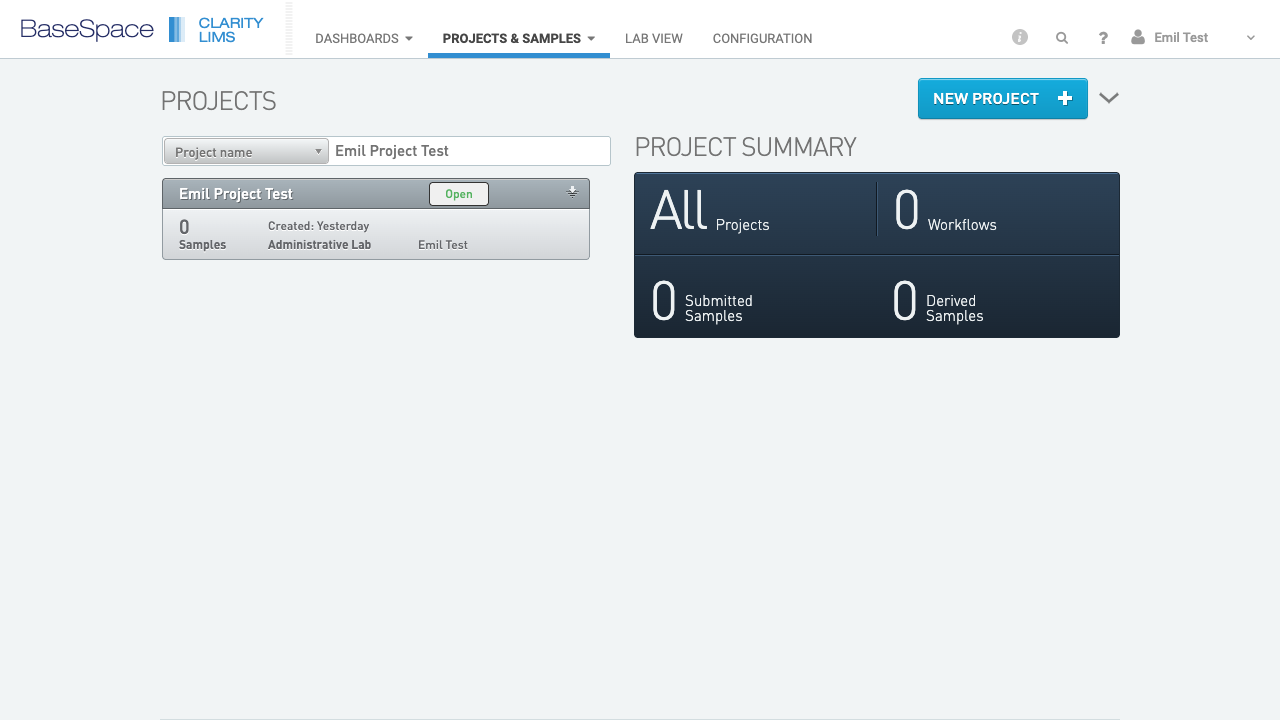 BaseSpace CLARITY LIMS
DASHBOARDS PROJECTS & SAMPLES LAB VIEW CONFIGURATION
i ? Emil Test
PROJECTS
NEW PROJECT
Project name Emil Project Test
PROJECT SUMMARY
Emil Project Test Open
0 Samples
Created: Yesterday
Administrative Lab Emil Test
All Projects
0 Workflows
0 Submitted Samples
0 Derived Samples